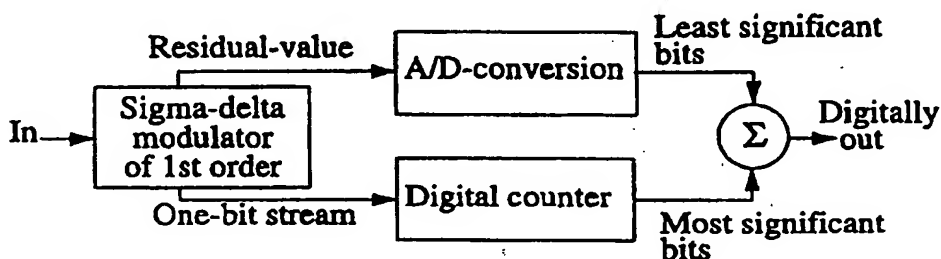 Residual-value
A/D-conversion
Least significant
bits
In
Sigma-delta
modulator
of 1st order
Σ
Digitally
out
One-bit stream
Digital counter
Most significant
bits